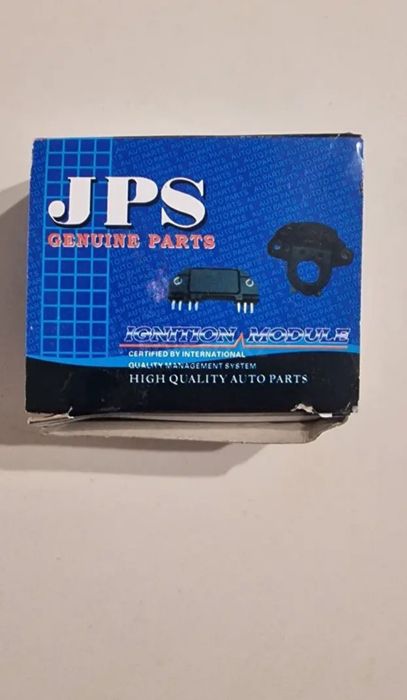 JPS
GENUINE PARTS
IGNITION MODULE
CERTIFIED BY INTERNATIONAL
QUALITY MANAGEMENT SYSTEM
HIGH QUALITY AUTO PARTS